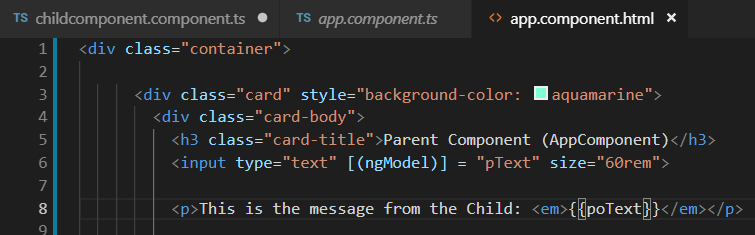 TS childcomponent.component.ts ● TS app.component.ts <> app.component.html ×
1 <div class="container">
2
3 <div class="card" style="background-color: aquamarine">
4 <div class="card-body">
5 <h3 class="card-title">Parent Component (AppComponent)</h3>
6 <input type="text" [(ngModel)] = "pText" size="60rem">
7
8 <p>This is the message from the Child: <em>{{poText}}</em></p>
9